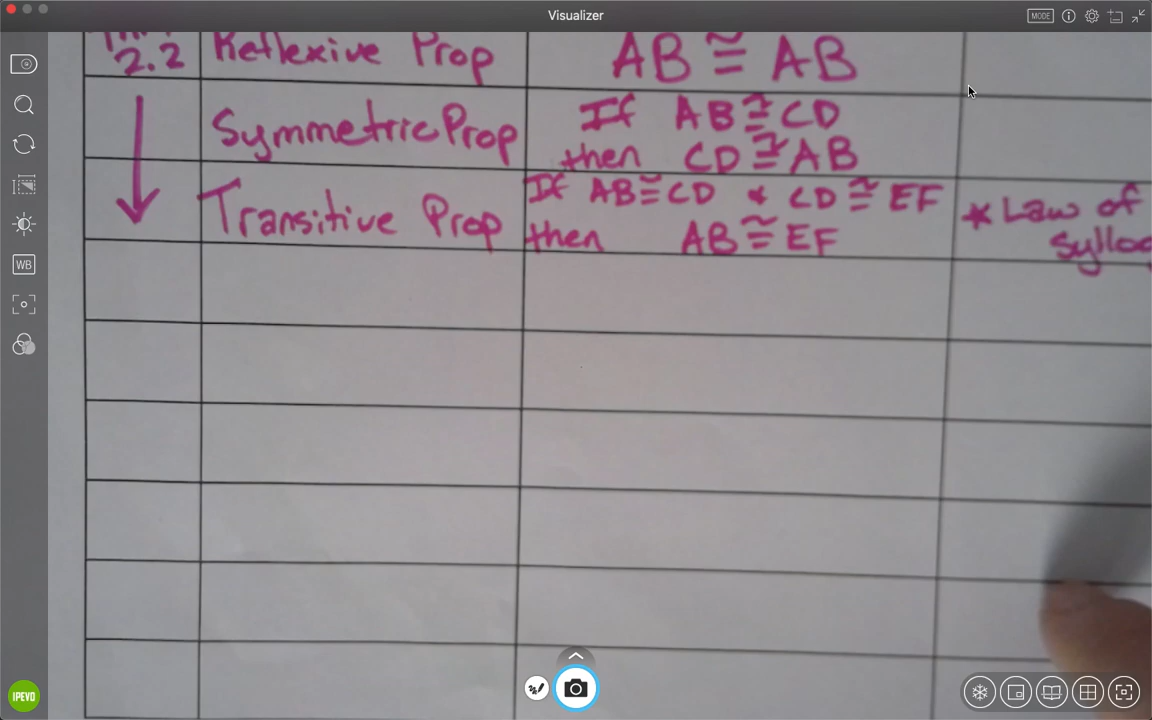 Visualizer
MODE
2.2 Reflexive Prop AB ≅ AB
Symmetric Prop If AB ≅ CD
then CD ≅ AB
Transitive Prop If AB ≅ CD & CD ≅ EF
then AB ≅ EF
* Law of
WB
IPEVO